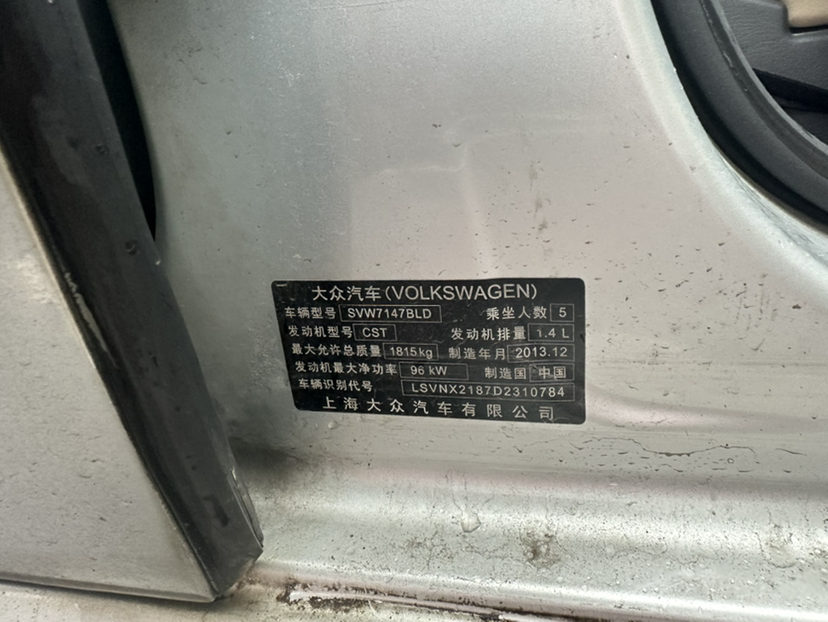 大众汽车(VOLKSWAGEN)
车辆型号 SVW7147BLD 乘坐人数 5
发动机型号 CST 发动机排量 1.4 L
最大允许总质量 1815kg 制造年月 2013.12
发动机最大净功率 96 kW 制造国 中国
车辆识别代号 LSVNX2187D2310784
上海大众汽车有限公司